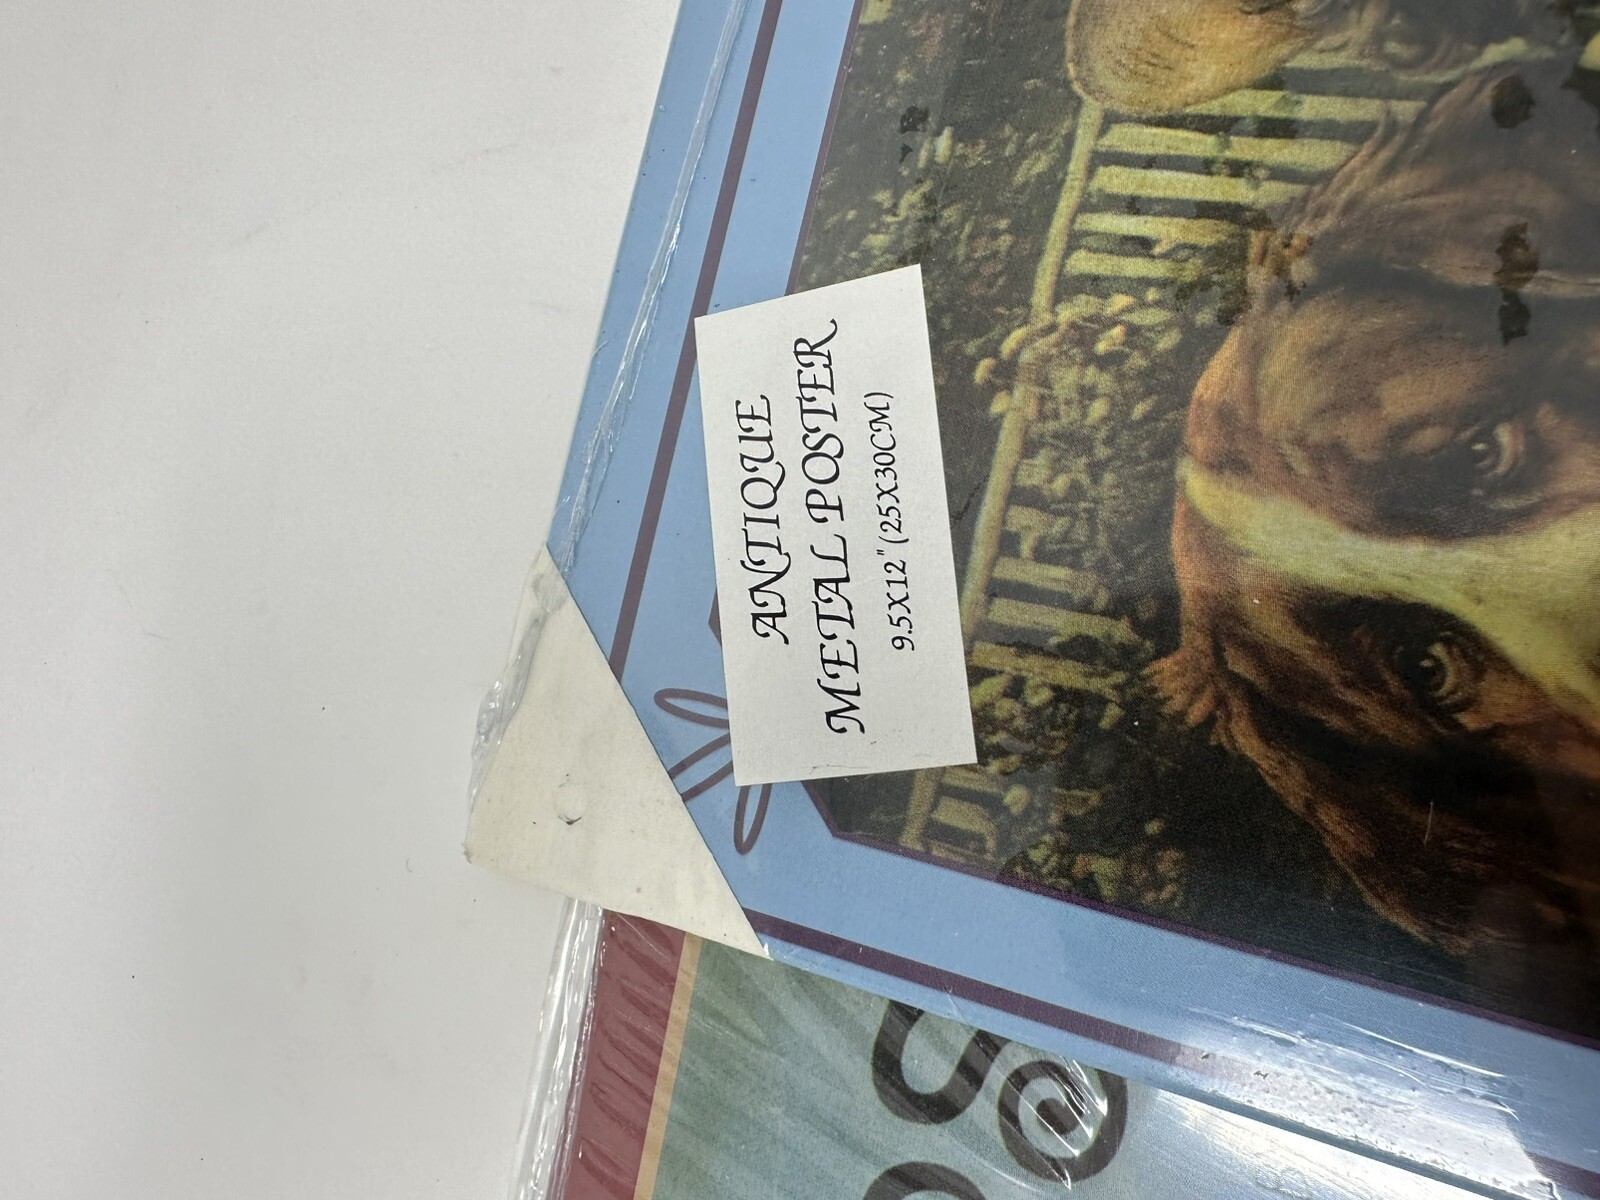 ANTIQUE
METAL POSTER
9.5X12"(25X30CM)